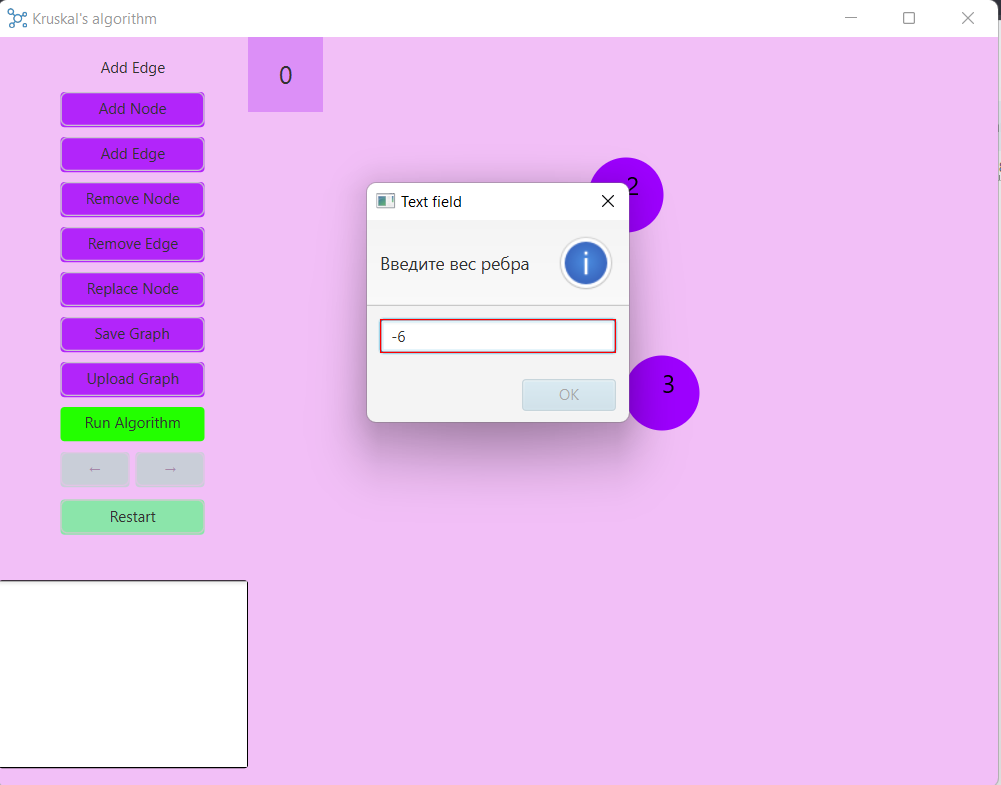 Kruskal's algorithm
Add Edge
0
Add Node
Add Edge
Remove Node
Remove Edge
Replace Node
Save Graph
Upload Graph
Run Algorithm
← →
Restart
2
Text field
Введите вес ребра
-6
OK
3